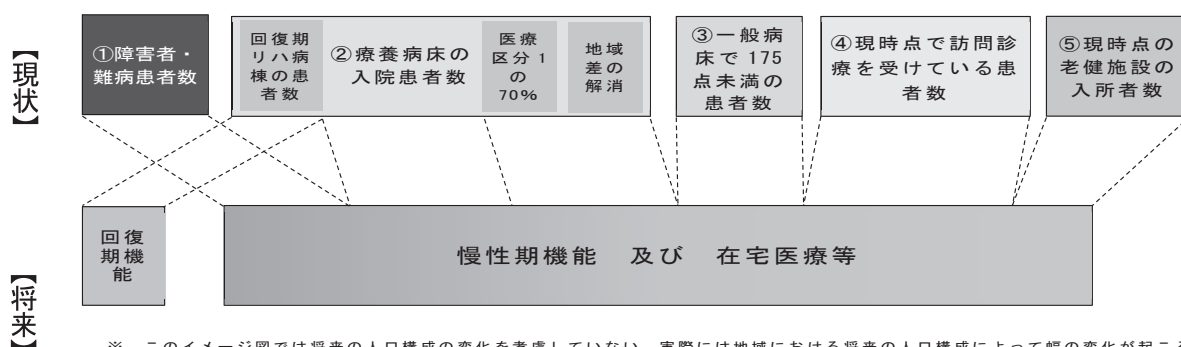 【現状】
①障害者・
難病患者数
回復期
リハ病
棟の患
者数
②療養病床の
入院患者数
医療
区分1
の
70%
地域
差の
解消
③一般病
床で175
点未満の
患者数
④現時点で訪問診
療を受けている患
者数
⑤現時点の
老健施設の
入所者数
【将来】
回復
期機
能
慢性期機能 及び 在宅医療等
※ このイメージ図では将来の人口構成の変化を考慮していない。実際には地域における将来の人口構成によって幅の変化が起こる